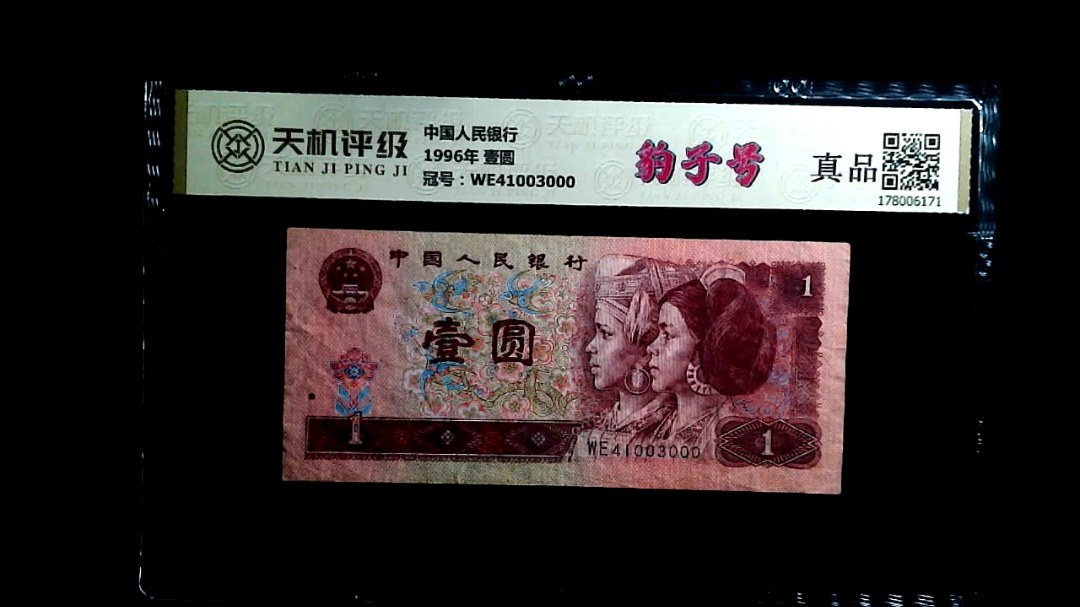 天机评级
TIAN JI PING JI
中国人民银行
1996年 壹圆
冠号：WE41003000
豹子号
真品
178006171
中国人民银行
壹圆
1
1
WE41003000
1